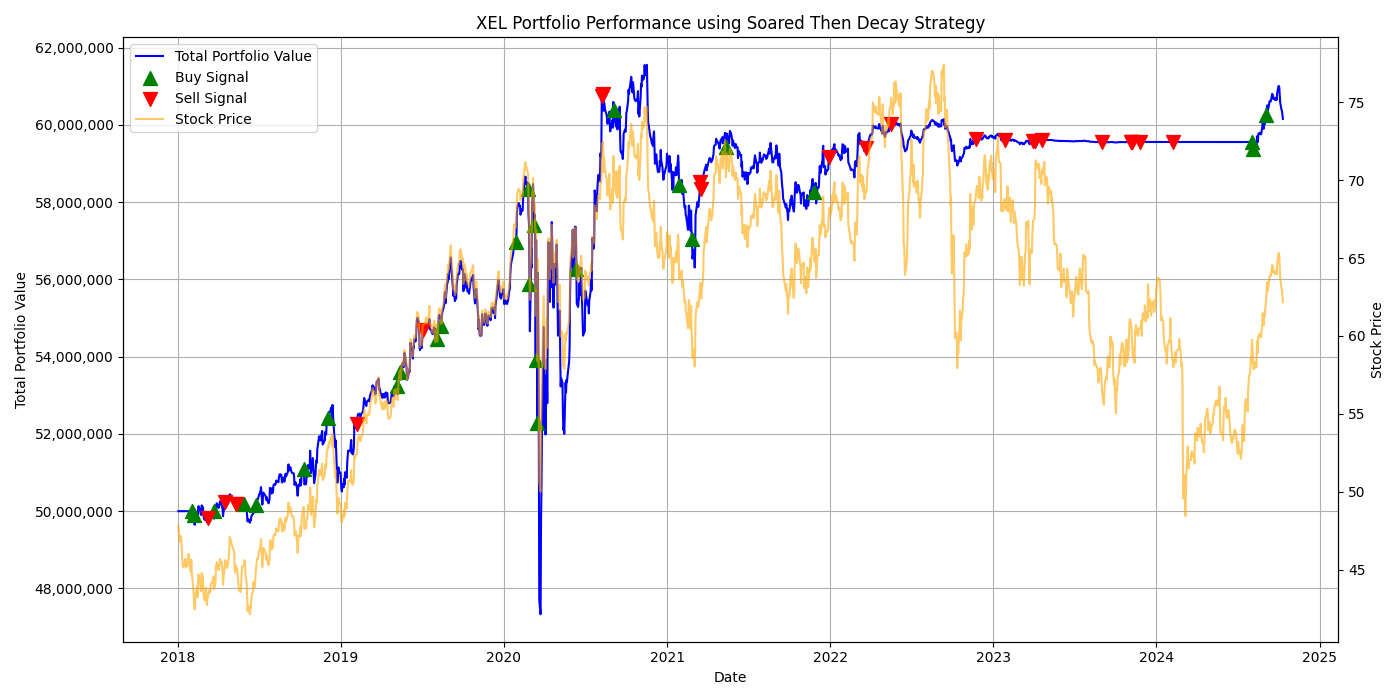 XEL Portfolio Performance using Soared Then Decay Strategy
Total Portfolio Value
Buy Signal
Sell Signal
Stock Price
62,000,000
60,000,000
58,000,000
56,000,000
54,000,000
52,000,000
50,000,000
48,000,000
Total Portfolio Value
75
70
65
60
55
50
45
Stock Price
2018
2019
2020
2021
2022
2023
2024
2025
Date